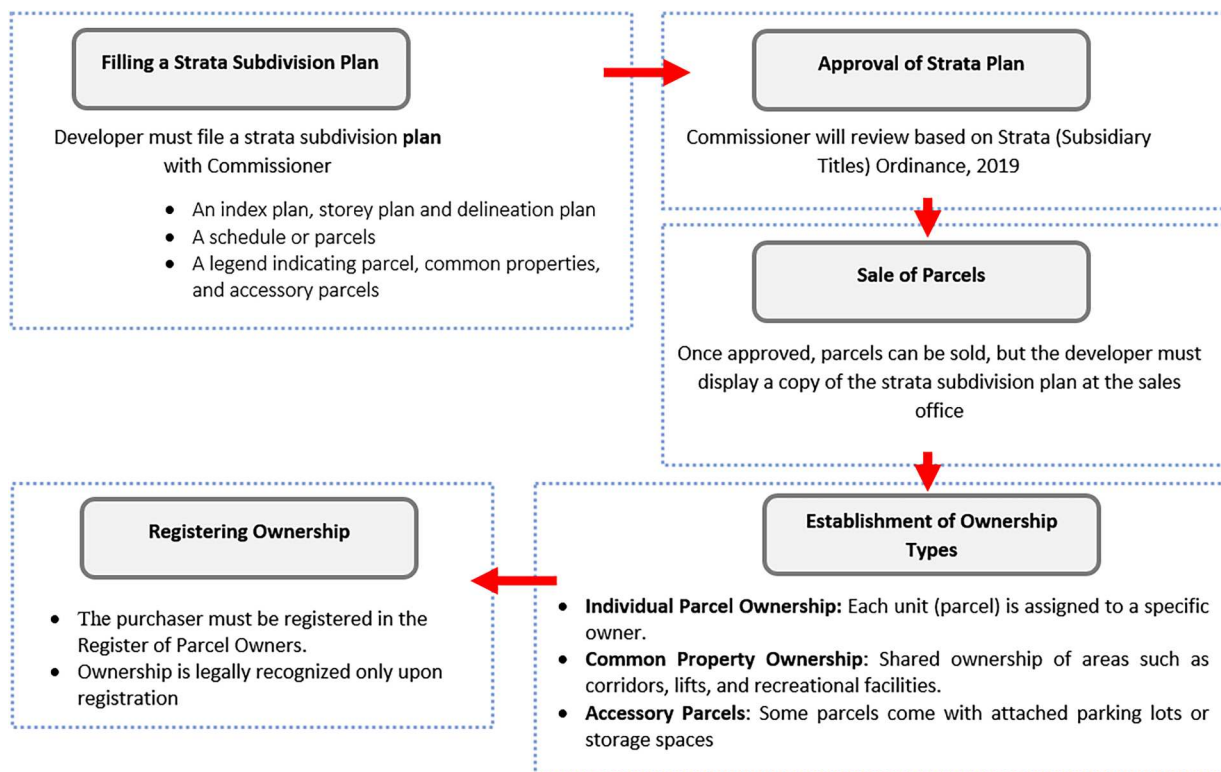 Filling a Strata Subdivision Plan
Developer must file a strata subdivision plan
with Commissioner
• An index plan, storey plan and delineation plan
• A schedule or parcels
• A legend indicating parcel, common properties,
and accessory parcels
Approval of Strata Plan
Commissioner will review based on Strata (Subsidiary
Titles) Ordinance, 2019
Sale of Parcels
Once approved, parcels can be sold, but the developer must
display a copy of the strata subdivision plan at the sales
office
Establishment of Ownership
Types
• Individual Parcel Ownership: Each unit (parcel) is assigned to a specific
owner.
• Common Property Ownership: Shared ownership of areas such as
corridors, lifts, and recreational facilities.
• Accessory Parcels: Some parcels come with attached parking lots or
storage spaces
Registering Ownership
• The purchaser must be registered in the
Register of Parcel Owners.
• Ownership is legally recognized only upon
registration